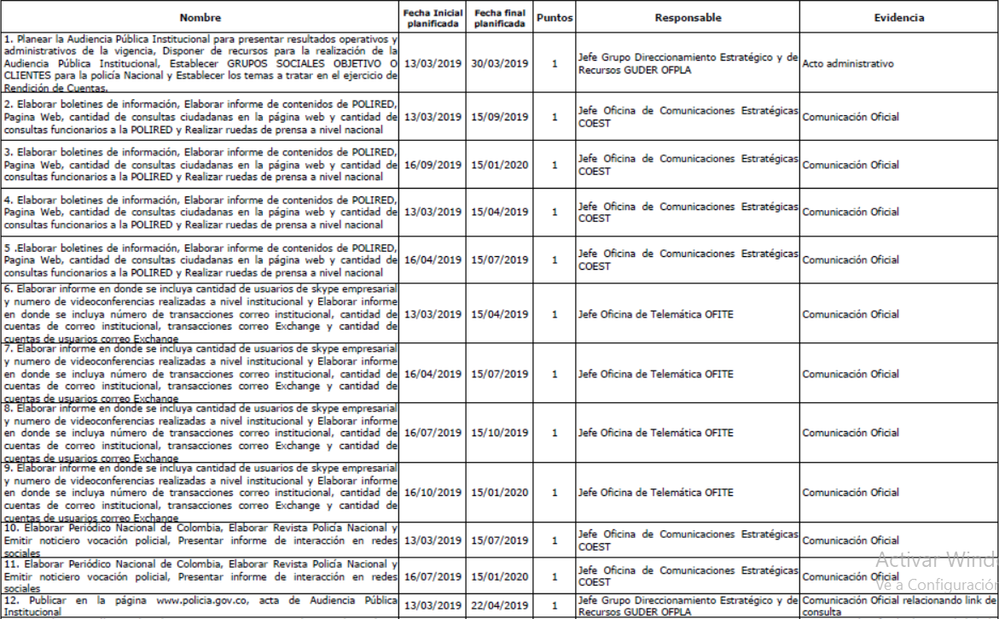 Nombre
Fecha Inicial
planificada
Fecha final
planificada
Puntos
Responsable
Evidencia
1. Planear la Audiencia Pública Institucional para presentar resultados operativos y
administrativos de la vigencia, Disponer de recursos para la realización de la
Audiencia Pública Institucional, Establecer GRUPOS SOCIALES OBJETIVO O
CLIENTES para la policía Nacional y Establecer los temas a tratar en el ejercicio de
Rendición de Cuentas.
13/03/2019
30/03/2019
1
Jefe Grupo Direccionamiento Estratégico y de
Recursos GUDER OFPLA
Acto administrativo
2. Elaborar boletines de información, Elaborar informe de contenidos de POLIRED,
Pagina Web, cantidad de consultas ciudadanas en la página web y cantidad de
consultas funcionarios a la POLIRED y Realizar ruedas de prensa a nivel nacional
13/03/2019
15/09/2019
1
Jefe Oficina de Comunicaciones Estratégicas
COEST
Comunicación Oficial
3. Elaborar boletines de información, Elaborar informe de contenidos de POLIRED,
Pagina Web, cantidad de consultas ciudadanas en la página web y cantidad de
consultas funcionarios a la POLIRED y Realizar ruedas de prensa a nivel nacional
16/09/2019
15/01/2020
1
Jefe Oficina de Comunicaciones Estratégicas
COEST
Comunicación Oficial
4. Elaborar boletines de información, Elaborar informe de contenidos de POLIRED,
Pagina Web, cantidad de consultas ciudadanas en la página web y cantidad de
consultas funcionarios a la POLIRED y Realizar ruedas de prensa a nivel nacional
13/03/2019
15/04/2019
1
Jefe Oficina de Comunicaciones Estratégicas
COEST
Comunicación Oficial
5 .Elaborar boletines de información, Elaborar informe de contenidos de POLIRED,
Pagina Web, cantidad de consultas ciudadanas en la página web y cantidad de
consultas funcionarios a la POLIRED y Realizar ruedas de prensa a nivel nacional
16/04/2019
15/07/2019
1
Jefe Oficina de Comunicaciones Estratégicas
COEST
Comunicación Oficial
6. Elaborar informe en donde se incluya cantidad de usuarios de skype empresarial
y numero de videoconferencias realizadas a nivel institucional y Elaborar informe
en donde se incluya número de transacciones correo institucional, cantidad de
cuentas de correo institucional, transacciones correo Exchange y cantidad de
cuentas de usuarios correo Exchange
13/03/2019
15/04/2019
1
Jefe Oficina de Telemática OFITE
Comunicación Oficial
7. Elaborar informe en donde se incluya cantidad de usuarios de skype empresarial
y numero de videoconferencias realizadas a nivel institucional y Elaborar informe
en donde se incluya número de transacciones correo institucional, cantidad de
cuentas de correo institucional, transacciones correo Exchange y cantidad de
cuentas de usuarios correo Exchange
16/04/2019
15/07/2019
1
Jefe Oficina de Telemática OFITE
Comunicación Oficial
8. Elaborar informe en donde se incluya cantidad de usuarios de skype empresarial
y numero de videoconferencias realizadas a nivel institucional y Elaborar informe
en donde se incluya número de transacciones correo institucional, cantidad de
cuentas de correo institucional, transacciones correo Exchange y cantidad de
cuentas de usuarios correo Exchange
16/07/2019
15/10/2019
1
Jefe Oficina de Telemática OFITE
Comunicación Oficial
9. Elaborar informe en donde se incluya cantidad de usuarios de skype empresarial
y numero de videoconferencias realizadas a nivel institucional y Elaborar informe
en donde se incluya número de transacciones correo institucional, cantidad de
cuentas de correo institucional, transacciones correo Exchange y cantidad de
cuentas de usuarios correo Exchange
16/10/2019
15/01/2020
1
Jefe Oficina de Telemática OFITE
Comunicación Oficial
10. Elaborar Periódico Nacional de Colombia, Elaborar Revista Policía Nacional y
Emitir noticiero vocación policial, Presentar informe de interacción en redes
sociales
13/03/2019
15/07/2019
1
Jefe Oficina de Comunicaciones Estratégicas
COEST
Comunicación Oficial
11. Elaborar Periódico Nacional de Colombia, Elaborar Revista Policía Nacional y
Emitir noticiero vocación policial, Presentar informe de interacción en redes
sociales
16/07/2019
15/01/2020
1
Jefe Oficina de Comunicaciones Estratégicas
COEST
Comunicación Oficial
12. Publicar en la página www.policia.gov.co, acta de Audiencia Pública
Institucional
13/03/2019
22/04/2019
1
Jefe Grupo Direccionamiento Estratégico y de
Recursos GUDER OFPLA
Comunicación Oficial relacionando link de
consulta
Activar Wind
Ve a Configuración